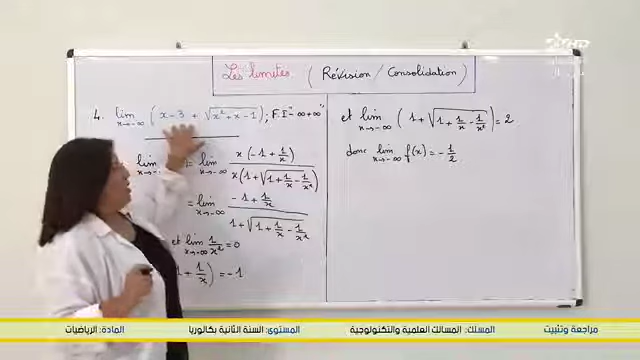 Les limites (Révision / Consolidation)
4. lim x→-∞ (x - 3 + √(x² + x - 1)) ; F.I "-∞+∞"
lim x→-∞ = lim x→-∞ x(-1 + 1/x) / x(1 + √(1 + 1/x - 1/x²))
= lim x→-∞ (-1 + 1/x) / (1 + √(1 + 1/x - 1/x²))
et lim x→-∞ 1/x² = 0
1 + 1/x) = -1
et lim x→-∞ (1 + √(1 + 1/x - 1/x²)) = 2
donc lim x→-∞ f(x) = -1/2
مراجعة وتثبيت
المسلك: المسالك العلمية والتكنولوجية
المستوى: السنة الثانية بكالوريا
المادة: الرياضيات